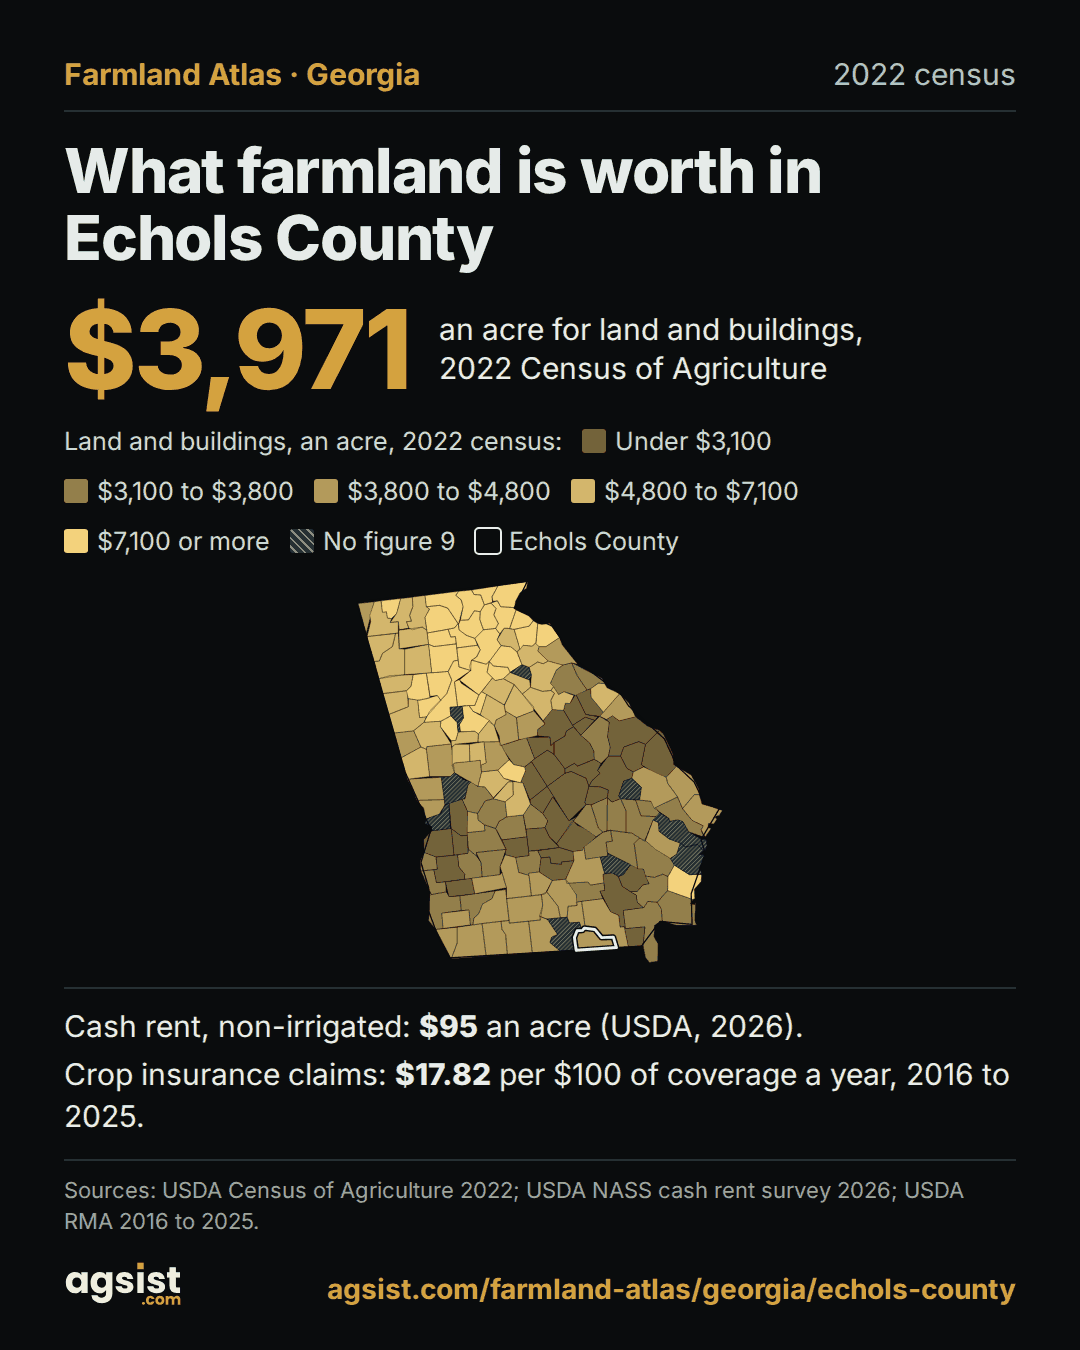 Farmland Atlas · Georgia
2022 census
What farmland is worth in
Echols County
$3,971
an acre for land and buildings,
2022 Census of Agriculture
Land and buildings, an acre, 2022 census: Under $3,100
$3,100 to $3,800 $3,800 to $4,800 $4,800 to $7,100
$7,100 or more No figure 9 Echols County
Cash rent, non-irrigated: $95 an acre (USDA, 2026).
Crop insurance claims: $17.82 per $100 of coverage a year, 2016 to
2025.
Sources: USDA Census of Agriculture 2022; USDA NASS cash rent survey 2026; USDA
RMA 2016 to 2025.
agsist
.com
agsist.com/farmland-atlas/georgia/echols-county